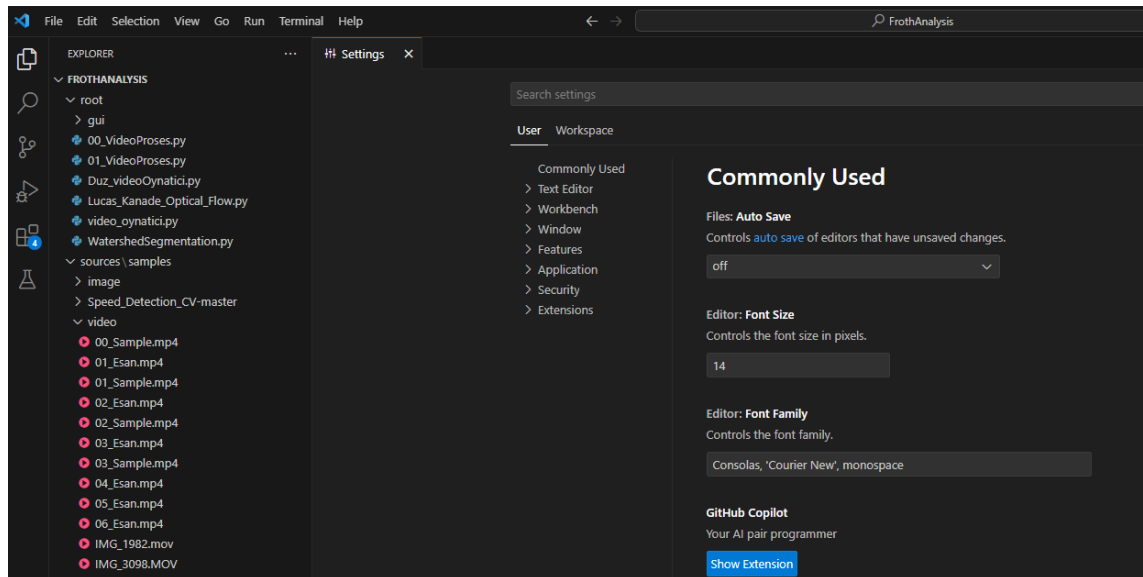 File Edit Selection View Go Run Terminal Help
FrothAnalysis
EXPLORER
FROTHANALYSIS
root
gui
00_VideoProses.py
01_VideoProses.py
Duz_videoOynatici.py
Lucas_Kanade_Optical_Flow.py
video_oynatici.py
WatershedSegmentation.py
sources\samples
image
Speed_Detection_CV-master
video
00_Sample.mp4
01_Esan.mp4
01_Sample.mp4
02_Esan.mp4
02_Sample.mp4
03_Esan.mp4
03_Sample.mp4
04_Esan.mp4
05_Esan.mp4
06_Esan.mp4
IMG_1982.mov
IMG_3098.MOV
4
Settings
Search settings
User Workspace
Commonly Used
Text Editor
Workbench
Window
Features
Application
Security
Extensions
Commonly Used
Files: Auto Save
Controls auto save of editors that have unsaved changes.
off
Editor: Font Size
Controls the font size in pixels.
14
Editor: Font Family
Controls the font family.
Consolas, 'Courier New', monospace
GitHub Copilot
Your AI pair programmer
Show Extension